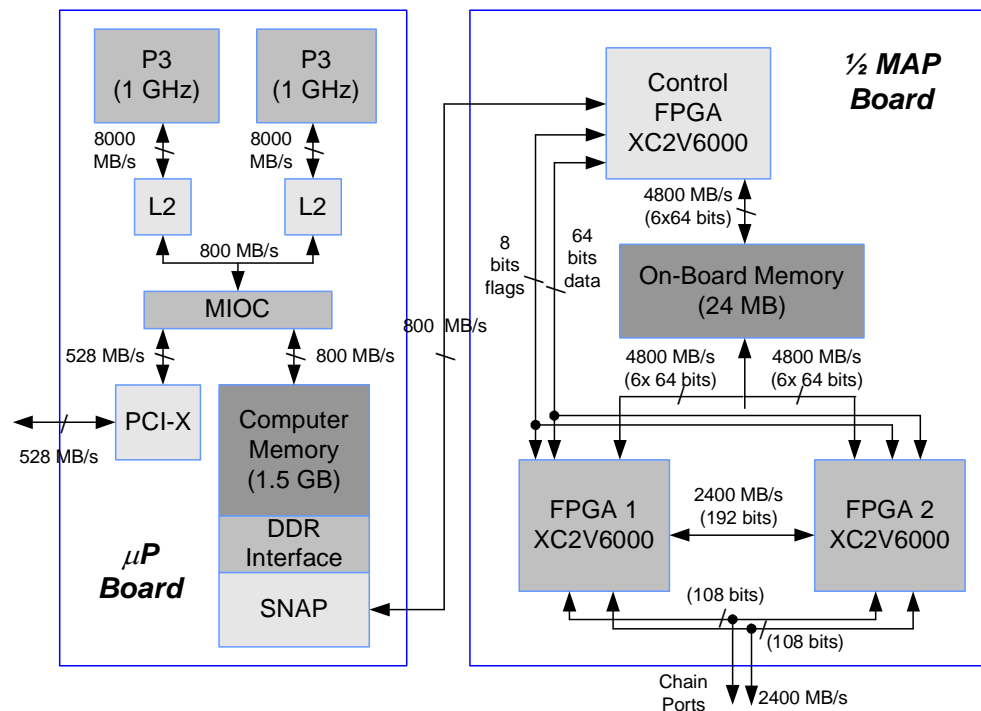 P3
(1 GHz)
P3
(1 GHz)
8000
MB/s
8000
MB/s
L2
L2
800 MB/s
MIOC
528 MB/s
800 MB/s
PCI-X
528 MB/s
Computer
Memory
(1.5 GB)
DDR
Interface
SNAP
μP
Board
800 MB/s
½ MAP
Board
Control
FPGA
XC2V6000
4800 MB/s
(6x64 bits)
8
bits
flags
64
bits
data
On-Board Memory
(24 MB)
4800 MB/s
(6x 64 bits)
4800 MB/s
(6x 64 bits)
FPGA 1
XC2V6000
2400 MB/s
(192 bits)
FPGA 2
XC2V6000
(108 bits)
(108 bits)
Chain
Ports
2400 MB/s